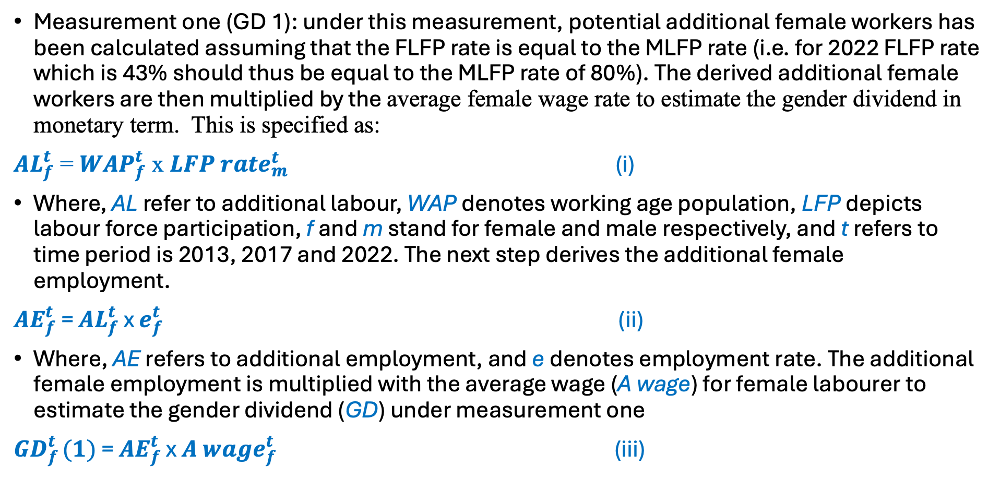 • Measurement one (GD 1): under this measurement, potential additional female workers has
been calculated assuming that the FLFP rate is equal to the MLFP rate (i.e. for 2022 FLFP rate
which is 43% should thus be equal to the MLFP rate of 80%). The derived additional female
workers are then multiplied by the average female wage rate to estimate the gender dividend in
monetary term.  This is specified as:
AL_f^t = WAP_f^t x LFP rate_m^t (i)
• Where, AL refer to additional labour, WAP denotes working age population, LFP depicts
labour force participation, f and m stand for female and male respectively, and t refers to
time period is 2013, 2017 and 2022. The next step derives the additional female
employment.
AE_f^t = AL_f^t x e_f^t (ii)
• Where, AE refers to additional employment, and e denotes employment rate. The additional
female employment is multiplied with the average wage (A wage) for female labourer to
estimate the gender dividend (GD) under measurement one
GD_f^t (1) = AE_f^t x A wage_f^t (iii)